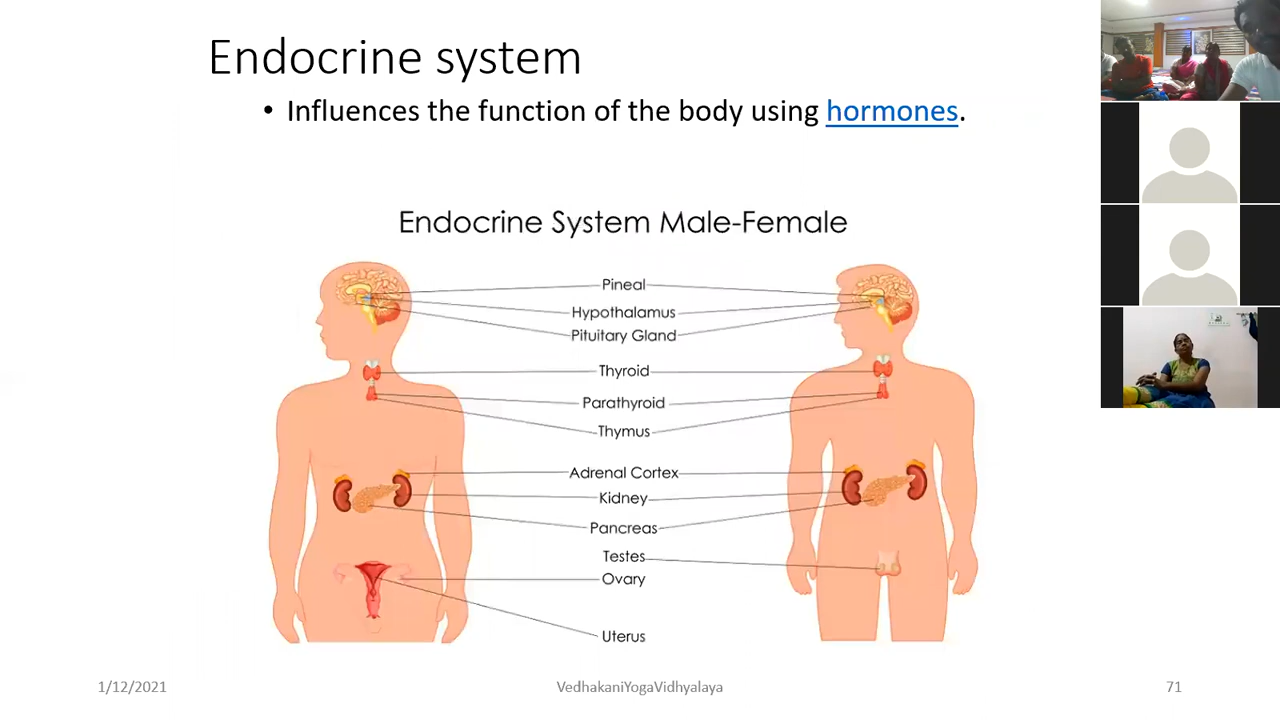 Endocrine system
• Influences the function of the body using hormones.
Endocrine System Male-Female
Pineal
Hypothalamus
Pituitary Gland
Thyroid
Parathyroid
Thymus
Adrenal Cortex
Kidney
Pancreas
Testes
Ovary
Uterus
1/12/2021
VedhakaniYogaVidhyalaya
71